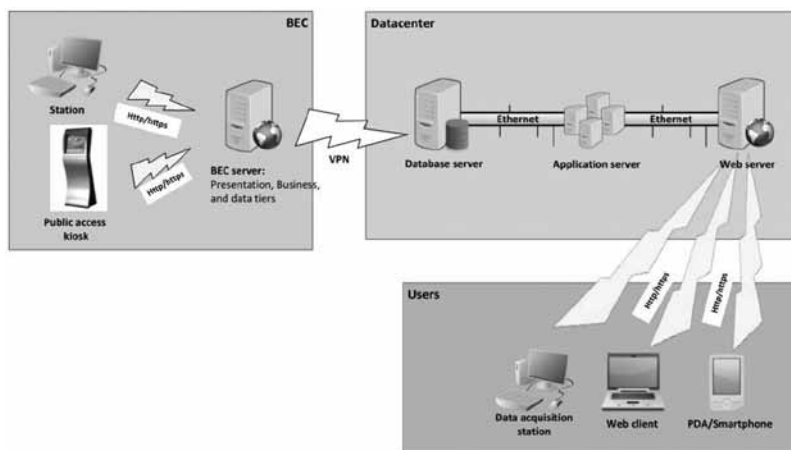 BEC
Station
Http/https
Http/https
Public access
kiosk
BEC server:
Presentation, Business,
and data tiers
VPN
Datacenter
Ethernet
Ethernet
Database server
Application server
Web server
Users
Http/https
Http/https
Data acquisition
station
Web client
PDA/Smartphone